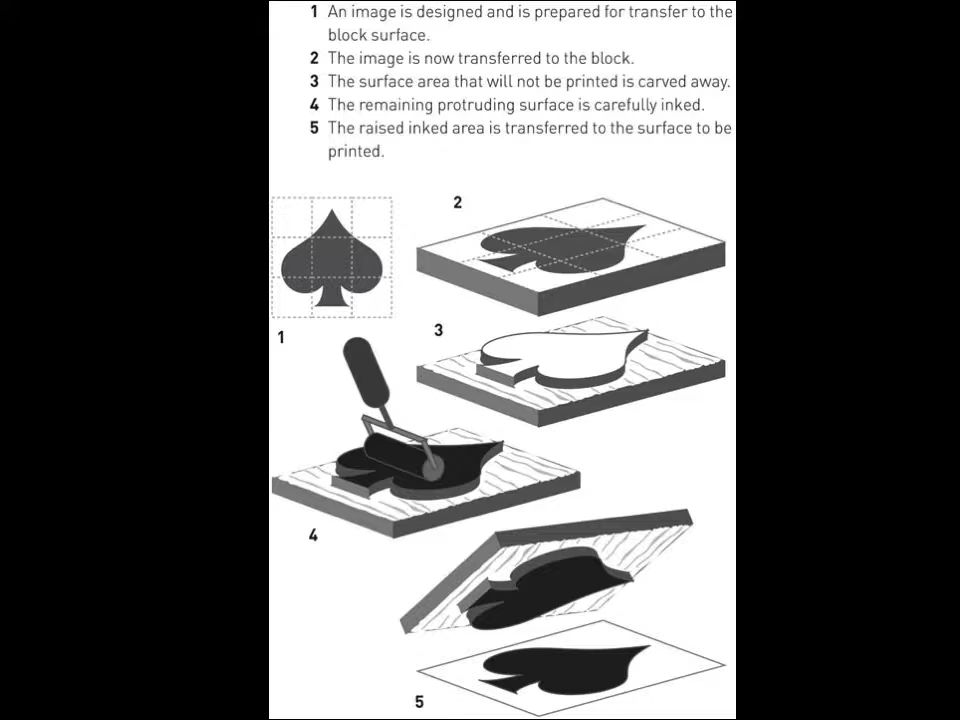 1 An image is designed and is prepared for transfer to the
block surface.
2 The image is now transferred to the block.
3 The surface area that will not be printed is carved away.
4 The remaining protruding surface is carefully inked.
5 The raised inked area is transferred to the surface to be
printed.
2
1
3
4
5